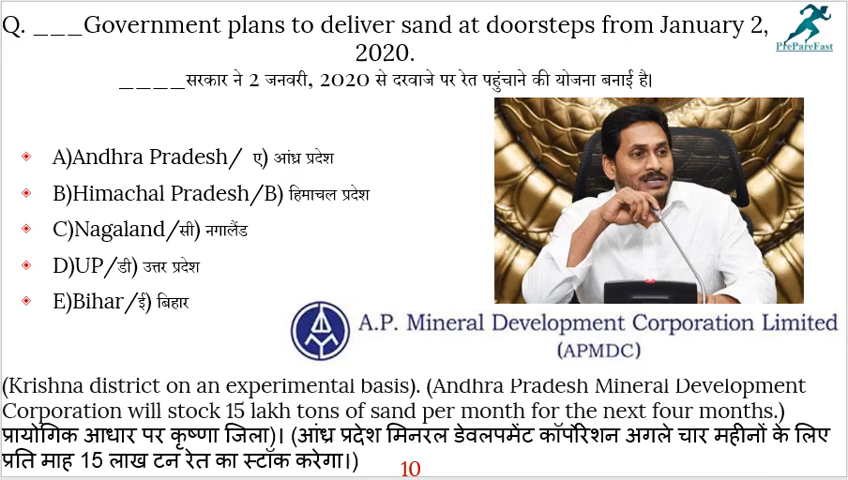 Q. ___Government plans to deliver sand at doorsteps from January 2,
2020.
PrePareFast
____सरकार ने 2 जनवरी, 2020 से दरवाजे पर रेत पहुंचाने की योजना बनाई है।
A)Andhra Pradesh/ ए) आंध्र प्रदेश
B)Himachal Pradesh/B) हिमाचल प्रदेश
C)Nagaland/सी) नगालैंड
D)UP/डी) उत्तर प्रदेश
E)Bihar/ई) बिहार
A.P. Mineral Development Corporation Limited
(APMDC)
(Krishna district on an experimental basis). (Andhra Pradesh Mineral Development
Corporation will stock 15 lakh tons of sand per month for the next four months.)
प्रायोगिक आधार पर कृष्णा जिला)। (आंध्र प्रदेश मिनरल डेवलपमेंट कॉर्पोरेशन अगले चार महीनों के लिए
प्रति माह 15 लाख टन रेत का स्टॉक करेगा।)
10